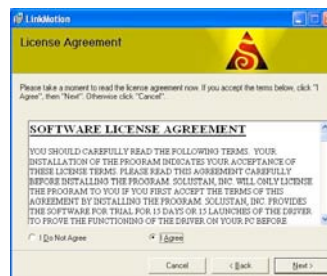 LinkMotion
License Agreement
Please take a moment to read the license agreement now. If you accept the terms below, click "I
Agree", then "Next". Otherwise click "Cancel".
SOFTWARE LICENSE AGREEMENT
YOU SHOULD CAREFULLY READ THE FOLLOWING TERMS. YOUR
INSTALLATION OF THE PROGRAM INDICATES YOUR ACCEPTANCE OF
THESE LICENSE TERMS. PLEASE READ THIS AGREEMENT CAREFULLY
BEFORE INSTALLING THE PROGRAM. SOLUSTAN, INC. WILL ONLY LICENSE
THE PROGRAM TO YOU IF YOU FIRST ACCEPT THE TERMS OF THIS
AGREEMENT BY INSTALLING THE PROGRAM. SOLUSTAN, INC. PROVIDES
THE SOFTWARE FOR TRIAL FOR 15 DAYS OR 15 LAUNCHES OF THE DRIVER
TO PROVE THE FUNCTIONING OF THE DRIVER ON YOUR PC BEFORE
I Do Not Agree
I Agree
Cancel
< Back
Next >